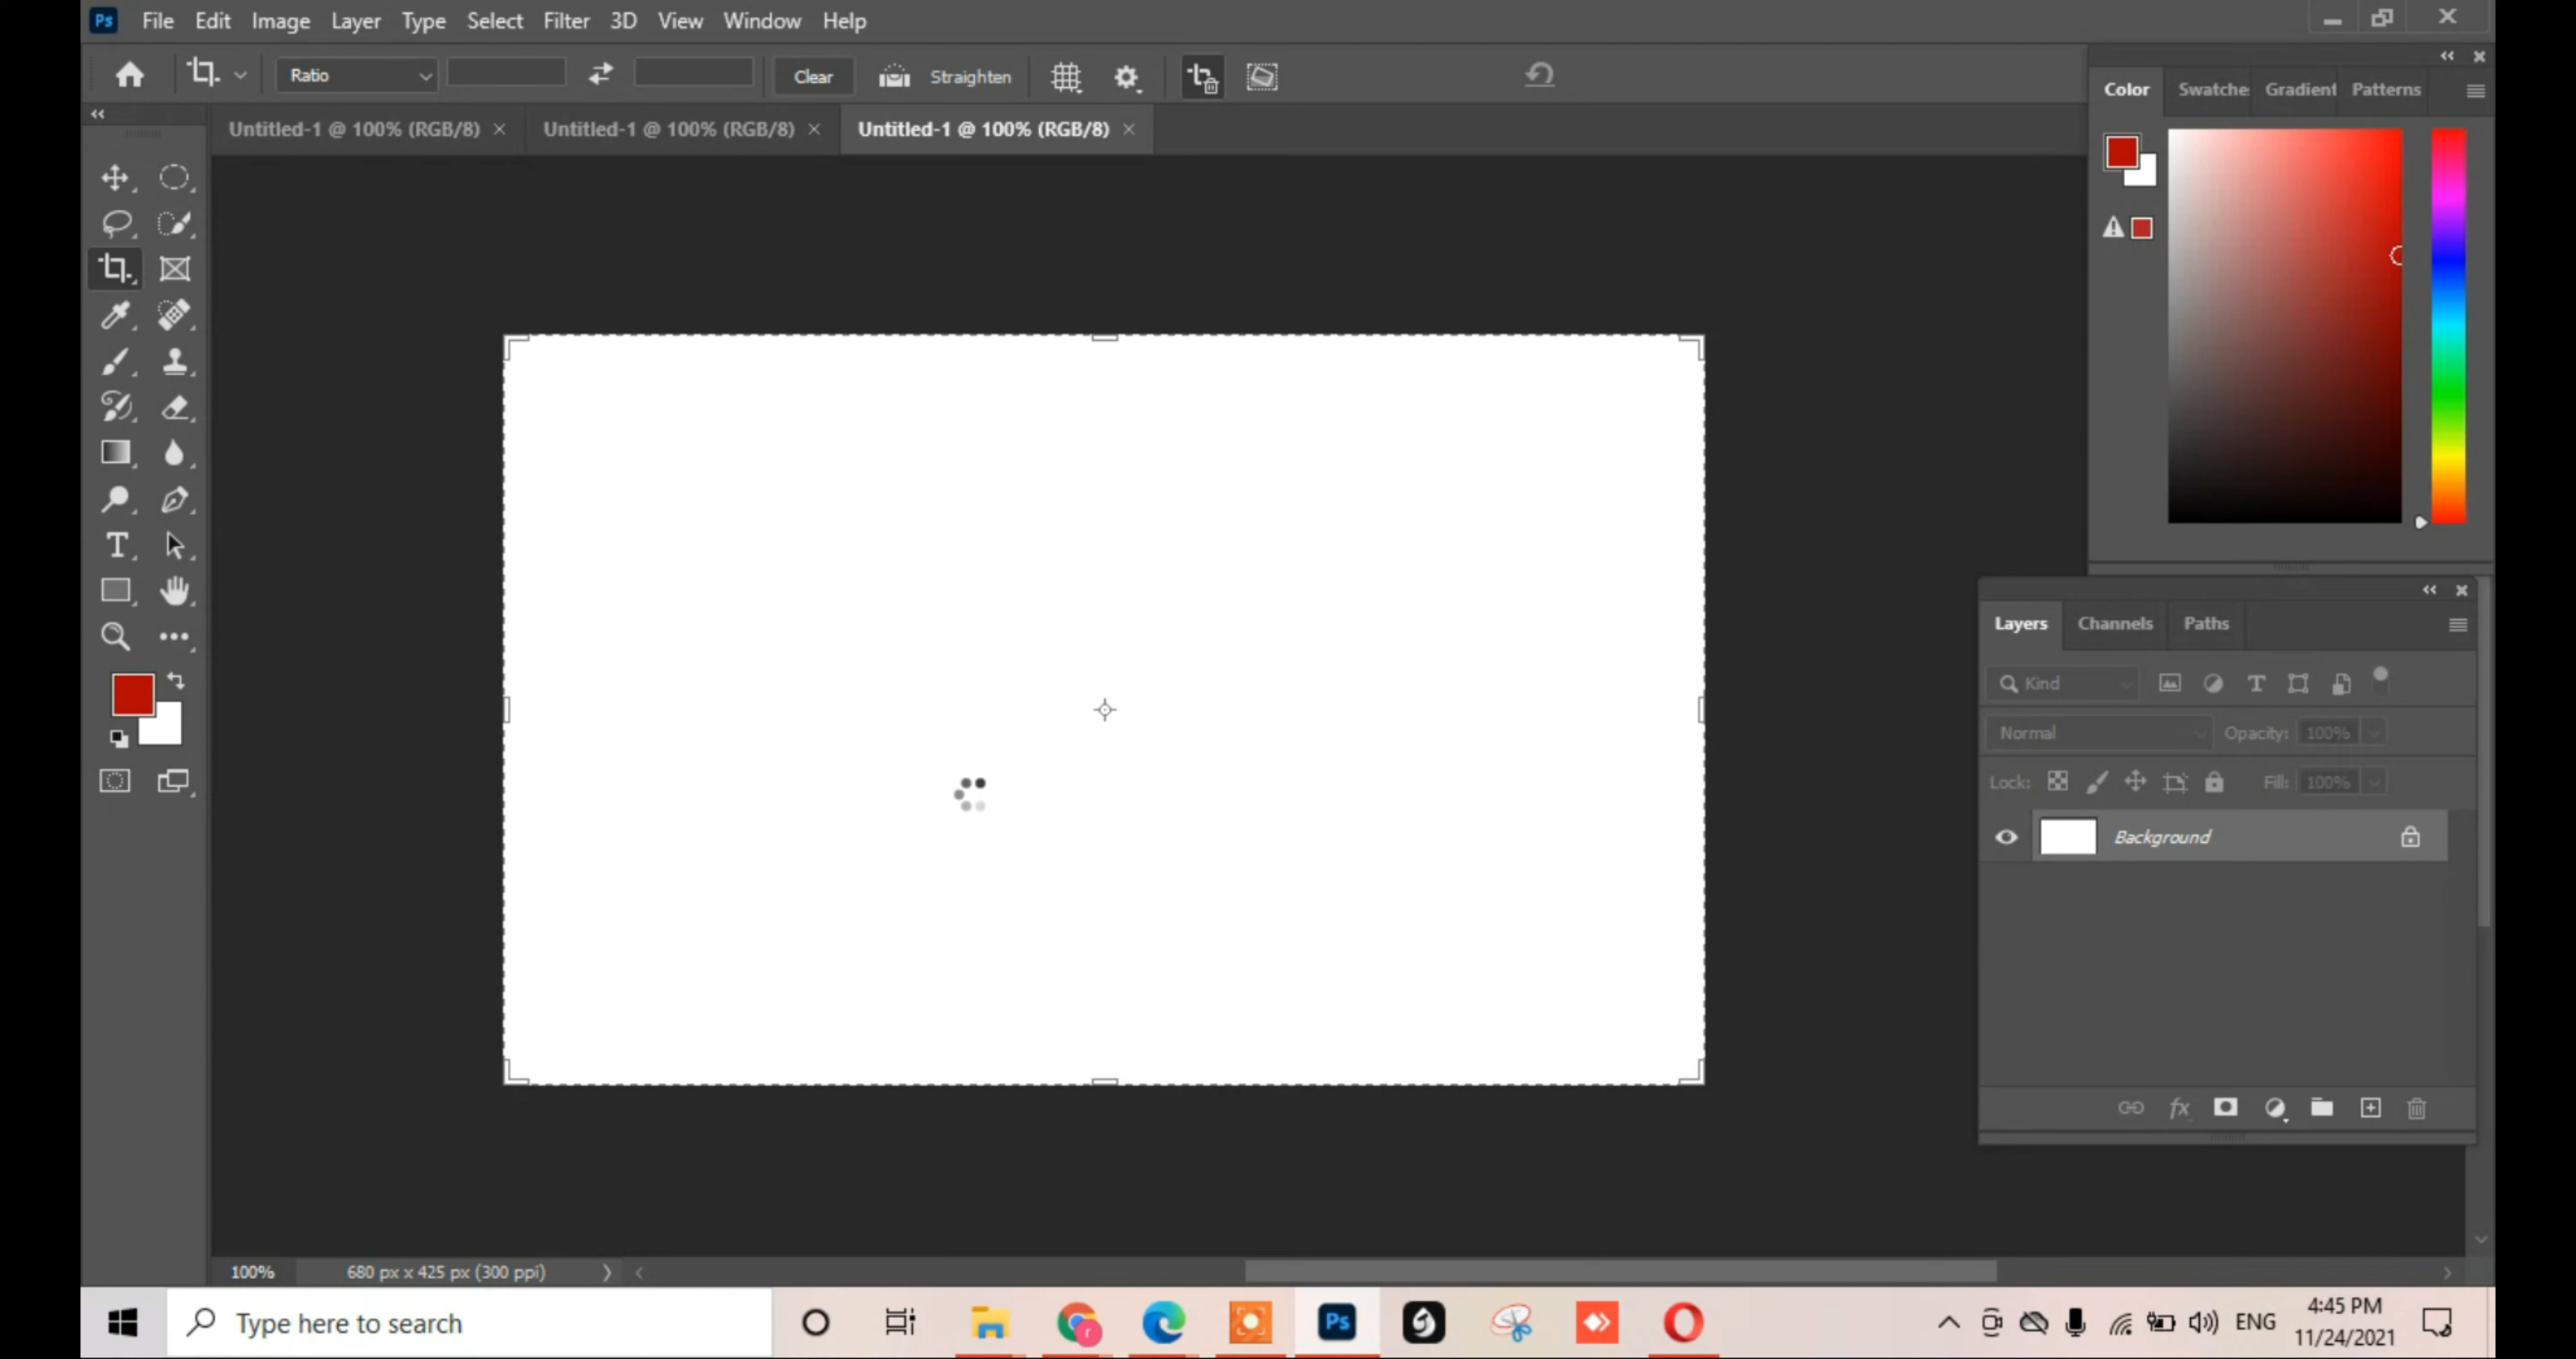 Ps File Edit Image Layer Type Select Filter 3D View Window Help
Ratio Clear Straighten
Color Swatche Gradient Patterns
Untitled-1 @ 100% (RGB/8) × Untitled-1 @ 100% (RGB/8) × Untitled-1 @ 100% (RGB/8) ×
Layers Channels Paths
Kind
Normal Opacity: 100%
Lock: Fill: 100%
Background
fx
100% 680 px x 425 px (300 ppi)
Type here to search
Ps
ENG
4:45 PM
11/24/2021